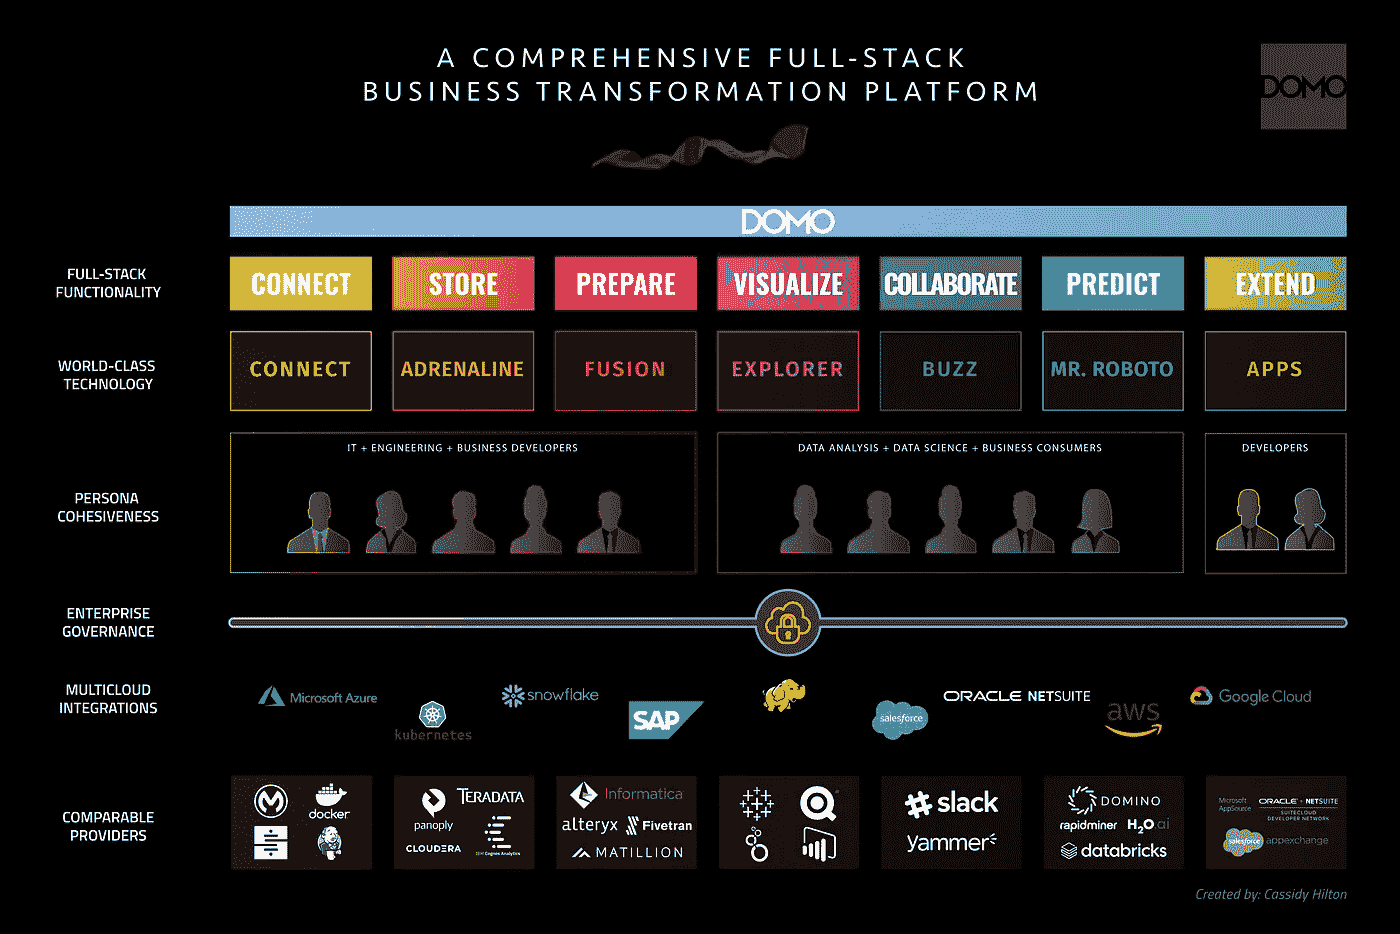 A COMPREHENSIVE FULL-STACK
BUSINESS TRANSFORMATION PLATFORM
DOMO
DOMO
FULL-STACK
FUNCTIONALITY
CONNECT STORE PREPARE VISUALIZE COLLABORATE PREDICT EXTEND
WORLD-CLASS
TECHNOLOGY
CONNECT ADRENALINE FUSION EXPLORER BUZZ MR. ROBOTO APPS
PERSONA
COHESIVENESS
IT + ENGINEERING + BUSINESS DEVELOPERS
DATA ANALYSIS + DATA SCIENCE + BUSINESS CONSUMERS
DEVELOPERS
ENTERPRISE
GOVERNANCE
MULTICLOUD
INTEGRATIONS
Microsoft Azure
kubernetes
snowflake
SAP
salesforce
ORACLE NETSUITE
aws
Google Cloud
COMPARABLE
PROVIDERS
docker
panoply
TERADATA
CLOUDERA
IBM Cognos Analytics
Informatica
alteryx
Fivetran
MATILLION
slack
yammer
DOMINO
rapidminer
H2O.ai
databricks
Microsoft
AppSource
ORACLE + NETSUITE
SUITECLOUD
DEVELOPER NETWORK
salesforce
appexchange
Created by: Cassidy Hilton